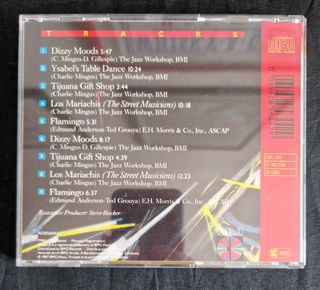 TRACKS
1 Dizzy Moods 5:47
(C. Mingus-D. Gillespie) The Jazz Workshop, BMI
2 Ysabel's Table Dance 10:24
(Charlie Mingus) The Jazz Workshop, BMI
3 Tijuana Gift Shop 3:44
(Charlie Mingus) The Jazz Workshop, BMI
4 Los Mariachis (The Street Musicians) 10:18
(Charlie Mingus) The Jazz Workshop, BMI
5 Flamingo 5:31
(Edmund Anderson-Ted Grouya) E.H. Morris & Co., Inc., ASCAP
6 Dizzy Moods 8:17
(C. Mingus-D. Gillespie) The Jazz Workshop, BMI
7 Tijuana Gift Shop 4:39
(Charlie Mingus) The Jazz Workshop, BMI
8 Los Mariachis (The Street Musicians) 12:23
(Charlie Mingus) The Jazz Workshop, BMI
9 Flamingo 6:37
(Edmund Anderson-Ted Grouya) E.H. Morris & Co., Inc., ASCAP
Executive Producer: Steve Backer